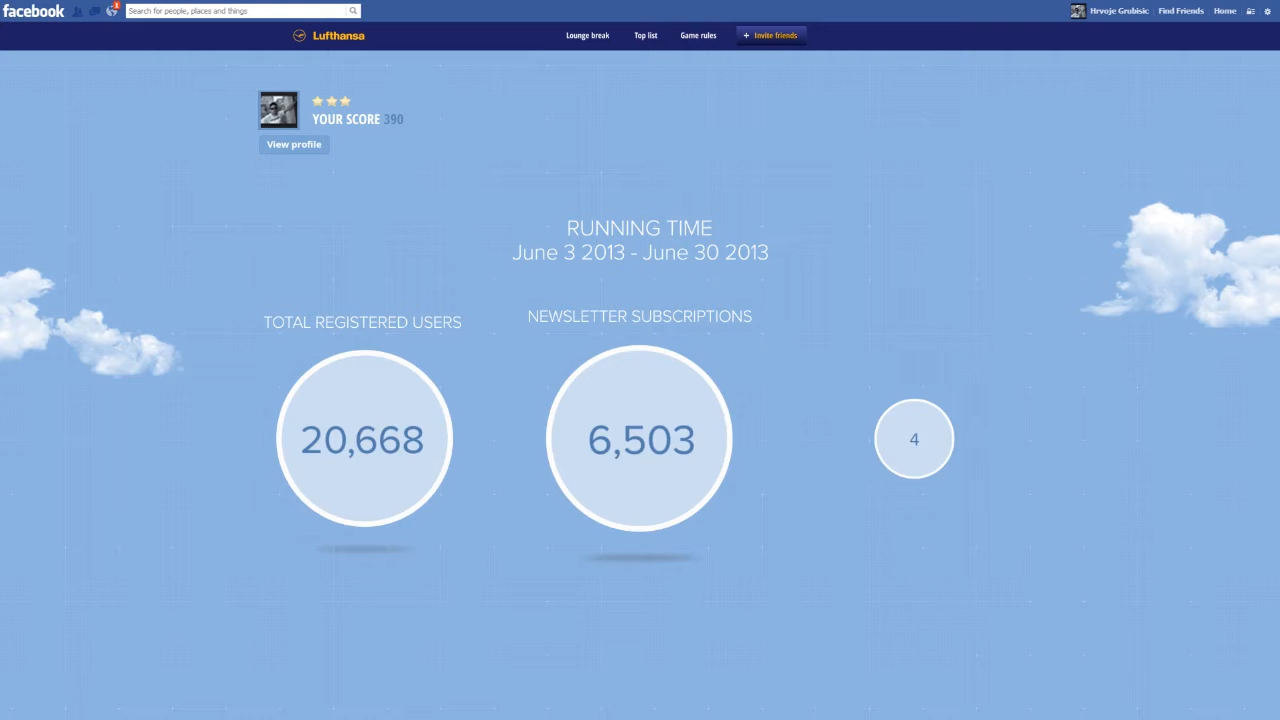 facebook
1
Search for people, places and things
Hrvoje Grubisic
Find Friends
Home
Lufthansa
Lounge break
Top list
Game rules
+ Invite friends
YOUR SCORE 390
View profile
RUNNING TIME
June 3 2013 - June 30 2013
TOTAL REGISTERED USERS
NEWSLETTER SUBSCRIPTIONS
20,668
6,503
4